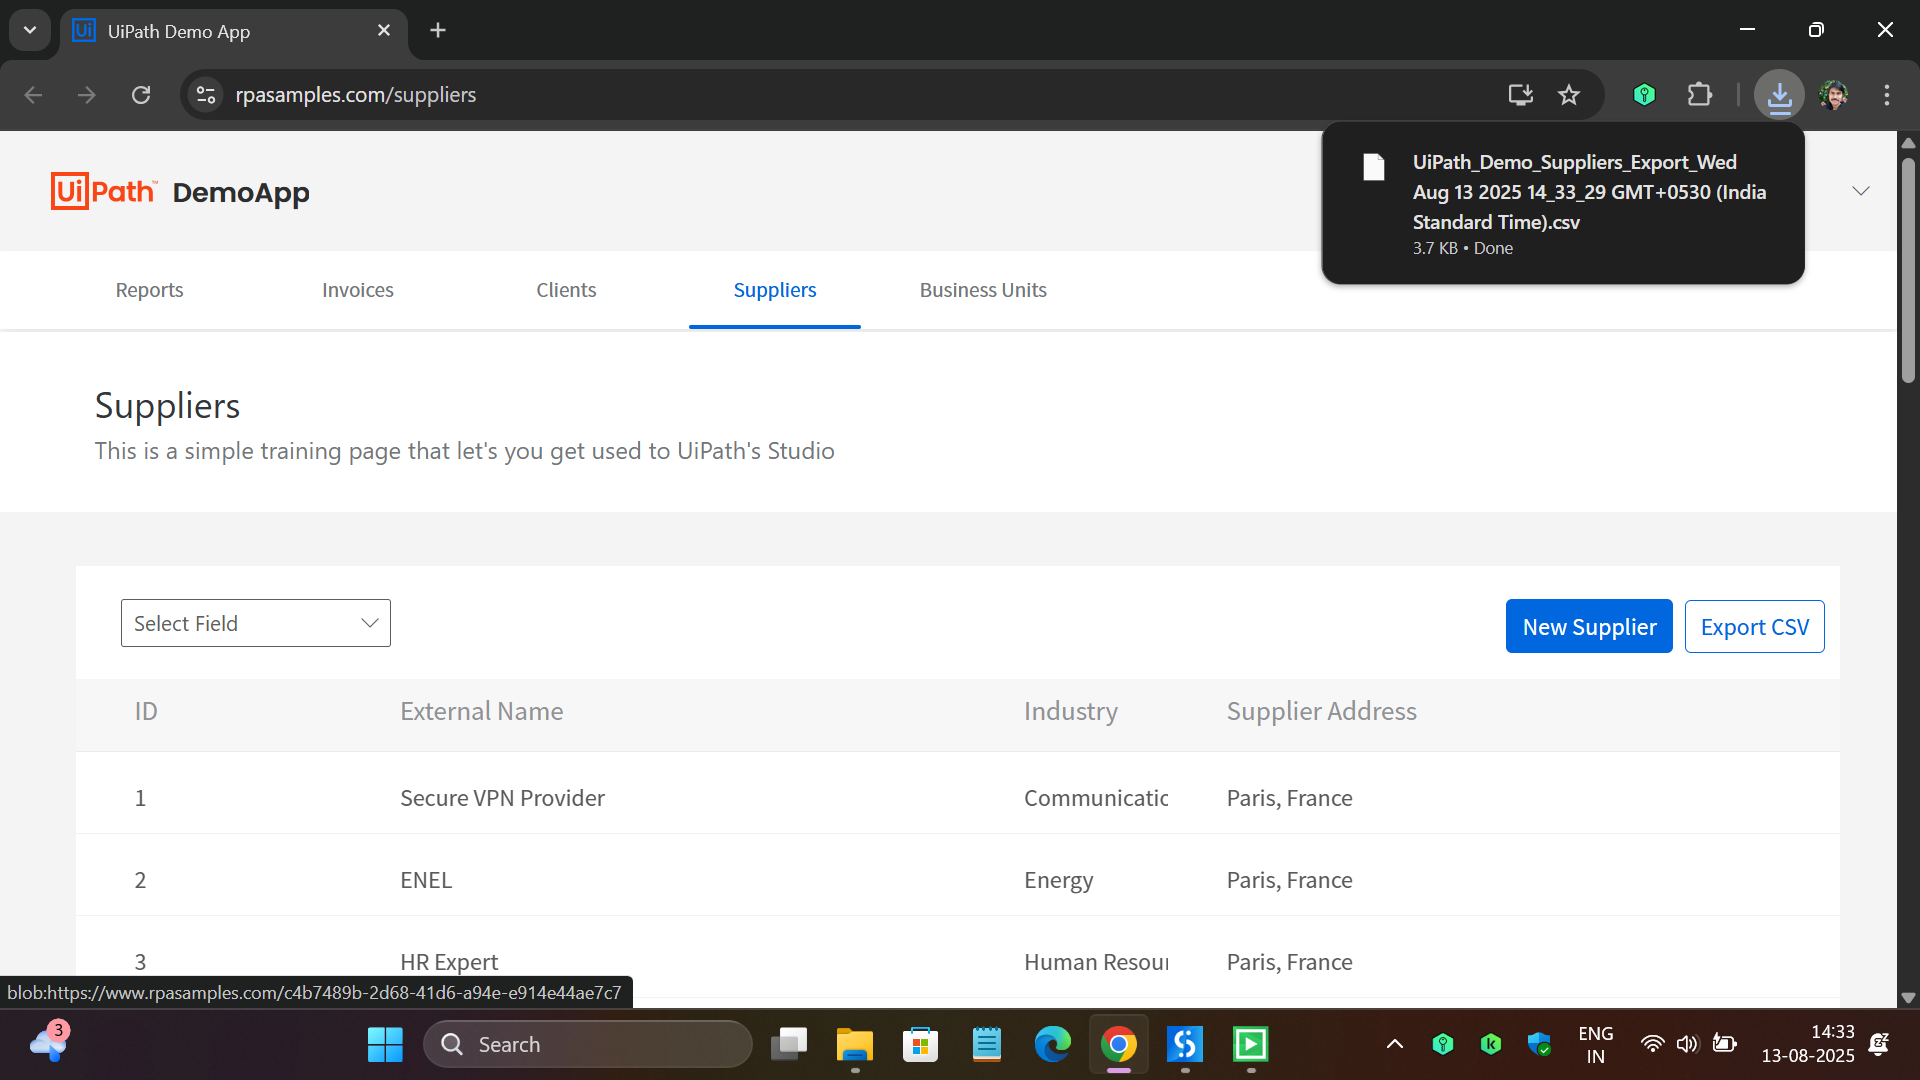 UiPath Demo App
rpasamples.com/suppliers
UiPath_Demo_Suppliers_Export_Wed
Aug 13 2025 14_33_29 GMT+0530 (India
Standard Time).csv
3.7 KB • Done
UiPath™ DemoApp
Reports Invoices Clients Suppliers Business Units
Suppliers
This is a simple training page that let's you get used to UiPath's Studio
Select Field New Supplier Export CSV
ID External Name Industry Supplier Address
1 Secure VPN Provider Communicatic Paris, France
2 ENEL Energy Paris, France
3 HR Expert Human Resour Paris, France
blob:https://www.rpasamples.com/c4b7489b-2d68-41d6-a94e-e914e44ae7c7
3 Search ENG 14:33
IN 13-08-2025